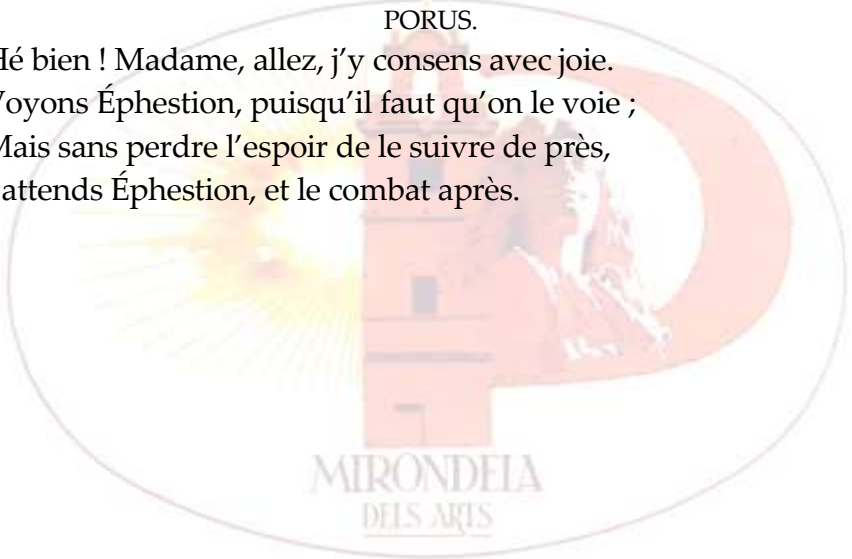 PORUS.
Hé bien ! Madame, allez, j’y consens avec joie.
Voyons Éphestion, puisqu’il faut qu’on le voie ;
Mais sans perdre l’espoir de le suivre de près,
attends Éphestion, et le combat après.
MIRONDELA
DELS ARTS